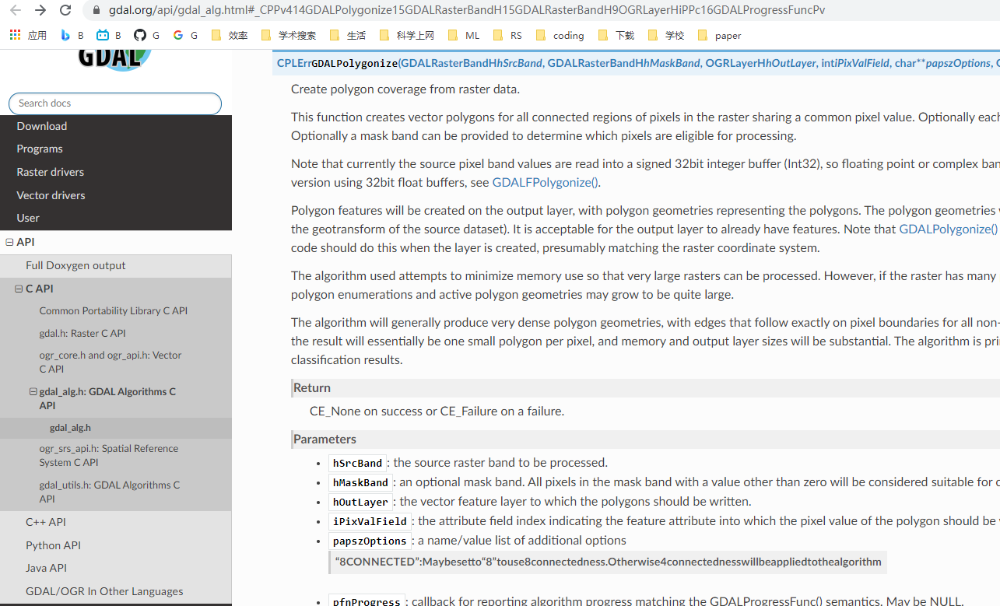 gdal.org/api/gdal_alg.html#_CPPv414GDALPolygonize15GDALRasterBandH15GDALRasterBandH9OGRLayerHiPPc16GDALProgressFuncPv
应用 B B G G 效率 学术搜索 生活 科学上网 ML RS coding 下载 学校 paper
GDAL
Search docs
Download
Programs
Raster drivers
Vector drivers
User
API
Full Doxygen output
C API
Common Portability Library C API
gdal.h: Raster C API
ogr_core.h and ogr_api.h: Vector
C API
gdal_alg.h: GDAL Algorithms C
API
gdal_alg.h
ogr_srs_api.h: Spatial Reference
System C API
gdal_utils.h: GDAL Algorithms C
API
C++ API
Python API
Java API
GDAL/OGR In Other Languages
CPLErrGDALPolygonize(GDALRasterBandHhSrcBand, GDALRasterBandHhMaskBand, OGRLayerHhOutLayer, intiPixValField, char**papszOptions,
Create polygon coverage from raster data.
This function creates vector polygons for all connected regions of pixels in the raster sharing a common pixel value. Optionally
Optionally a mask band can be provided to determine which pixels are eligible for processing.
Note that currently the source pixel band values are read into a signed 32bit integer buffer (Int32), so floating point or complex
version using 32bit float buffers, see GDALFPolygonize().
Polygon features will be created on the output layer, with polygon geometries representing the polygons. The polygon geometries
the geotransform of the source dataset). It is acceptable for the output layer to already have features. Note that GDALPolygonize()
code should do this when the layer is created, presumably matching the raster coordinate system.
The algorithm used attempts to minimize memory use so that very large rasters can be processed. However, if the raster has many
polygon enumerations and active polygon geometries may grow to be quite large.
The algorithm will generally produce very dense polygon geometries, with edges that follow exactly on pixel boundaries for all non-
the result will essentially be one small polygon per pixel, and memory and output layer sizes will be substantial. The algorithm is
classification results.
Return
CE_None on success or CE_Failure on a failure.
Parameters
• hSrcBand : the source raster band to be processed.
• hMaskBand : an optional mask band. All pixels in the mask band with a value other than zero will be considered suitable for
• hOutLayer : the vector feature layer to which the polygons should be written.
• iPixValField : the attribute field index indicating the feature attribute into which the pixel value of the polygon should be
• papszOptions : a name/value list of additional options
“8CONNECTED”:Maybesetto“8”touse8connectedness.Otherwise4connectednesswillbeappliedtothealgorithm
• pfnProgress : callback for reporting algorithm progress matching the GDALProgressFunc() semantics. May be NULL.